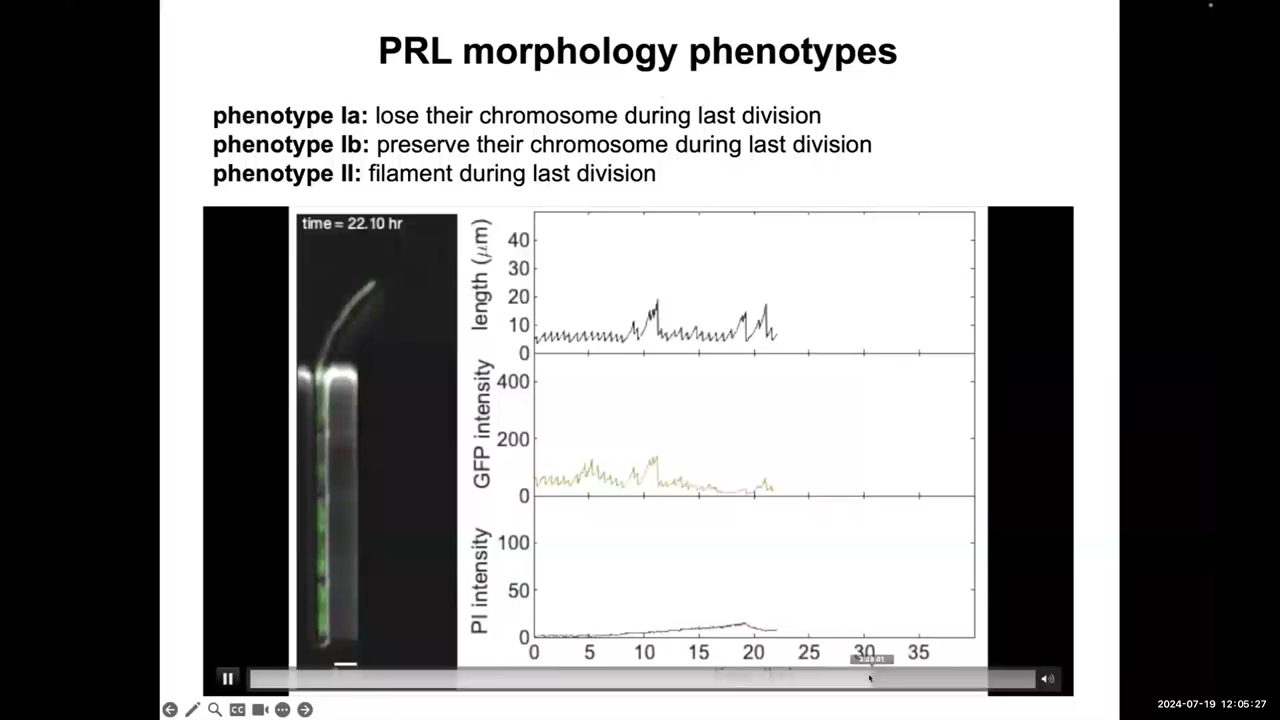 PRL morphology phenotypes
phenotype Ia: lose their chromosome during last division
phenotype Ib: preserve their chromosome during last division
phenotype II: filament during last division
time = 22.10 hr
length (μm)
40
30
20
10
0
GFP intensity
400
200
0
PI intensity
100
50
0
0 5 10 15 20 25 30 35
CC
2024-07-19 12:05:27